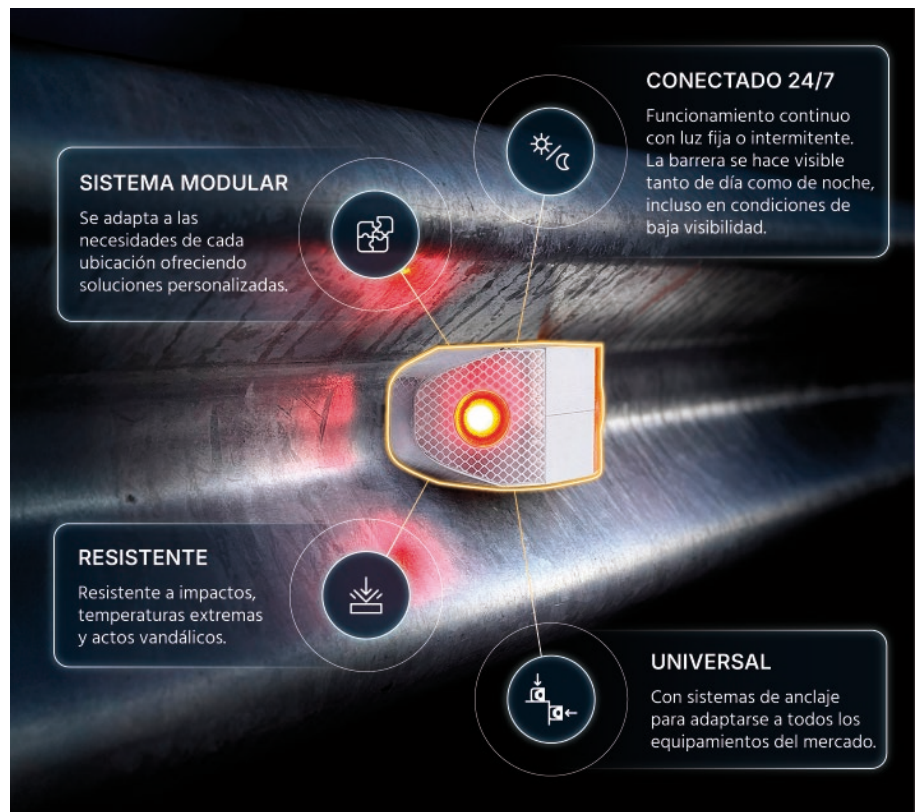 CONECTADO 24/7
Funcionamiento continuo
con luz fija o intermitente.
La barrera se hace visible
tanto de día como de noche,
incluso en condiciones de
baja visibilidad.
SISTEMA MODULAR
Se adapta a las
necesidades de cada
ubicación ofreciendo
soluciones personalizadas.
RESISTENTE
Resistente a impactos,
temperaturas extremas
y actos vandálicos.
UNIVERSAL
Con sistemas de anclaje
para adaptarse a todos los
equipamientos del mercado.